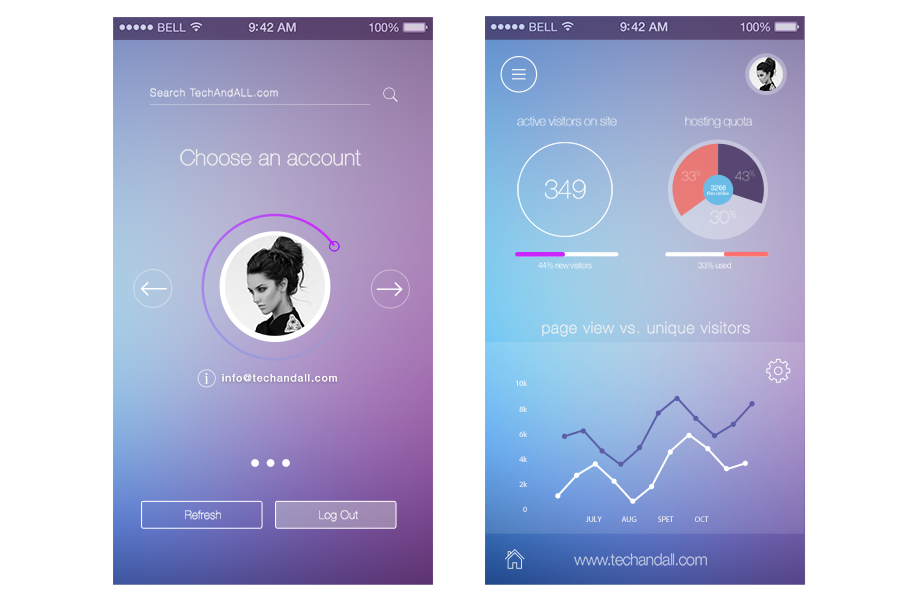 BELL 9:42 AM 100%
Search TechAndALL.com
Choose an account
info@techandall.com
Refresh Log Out
BELL 9:42 AM 100%
active visitors on site
349
44% new visitors
hosting quota
33% 43%
3266
30%
33% used
page view vs. unique visitors
10k
8k
6k
4k
2k
0
JULY AUG SPET OCT
www.techandall.com